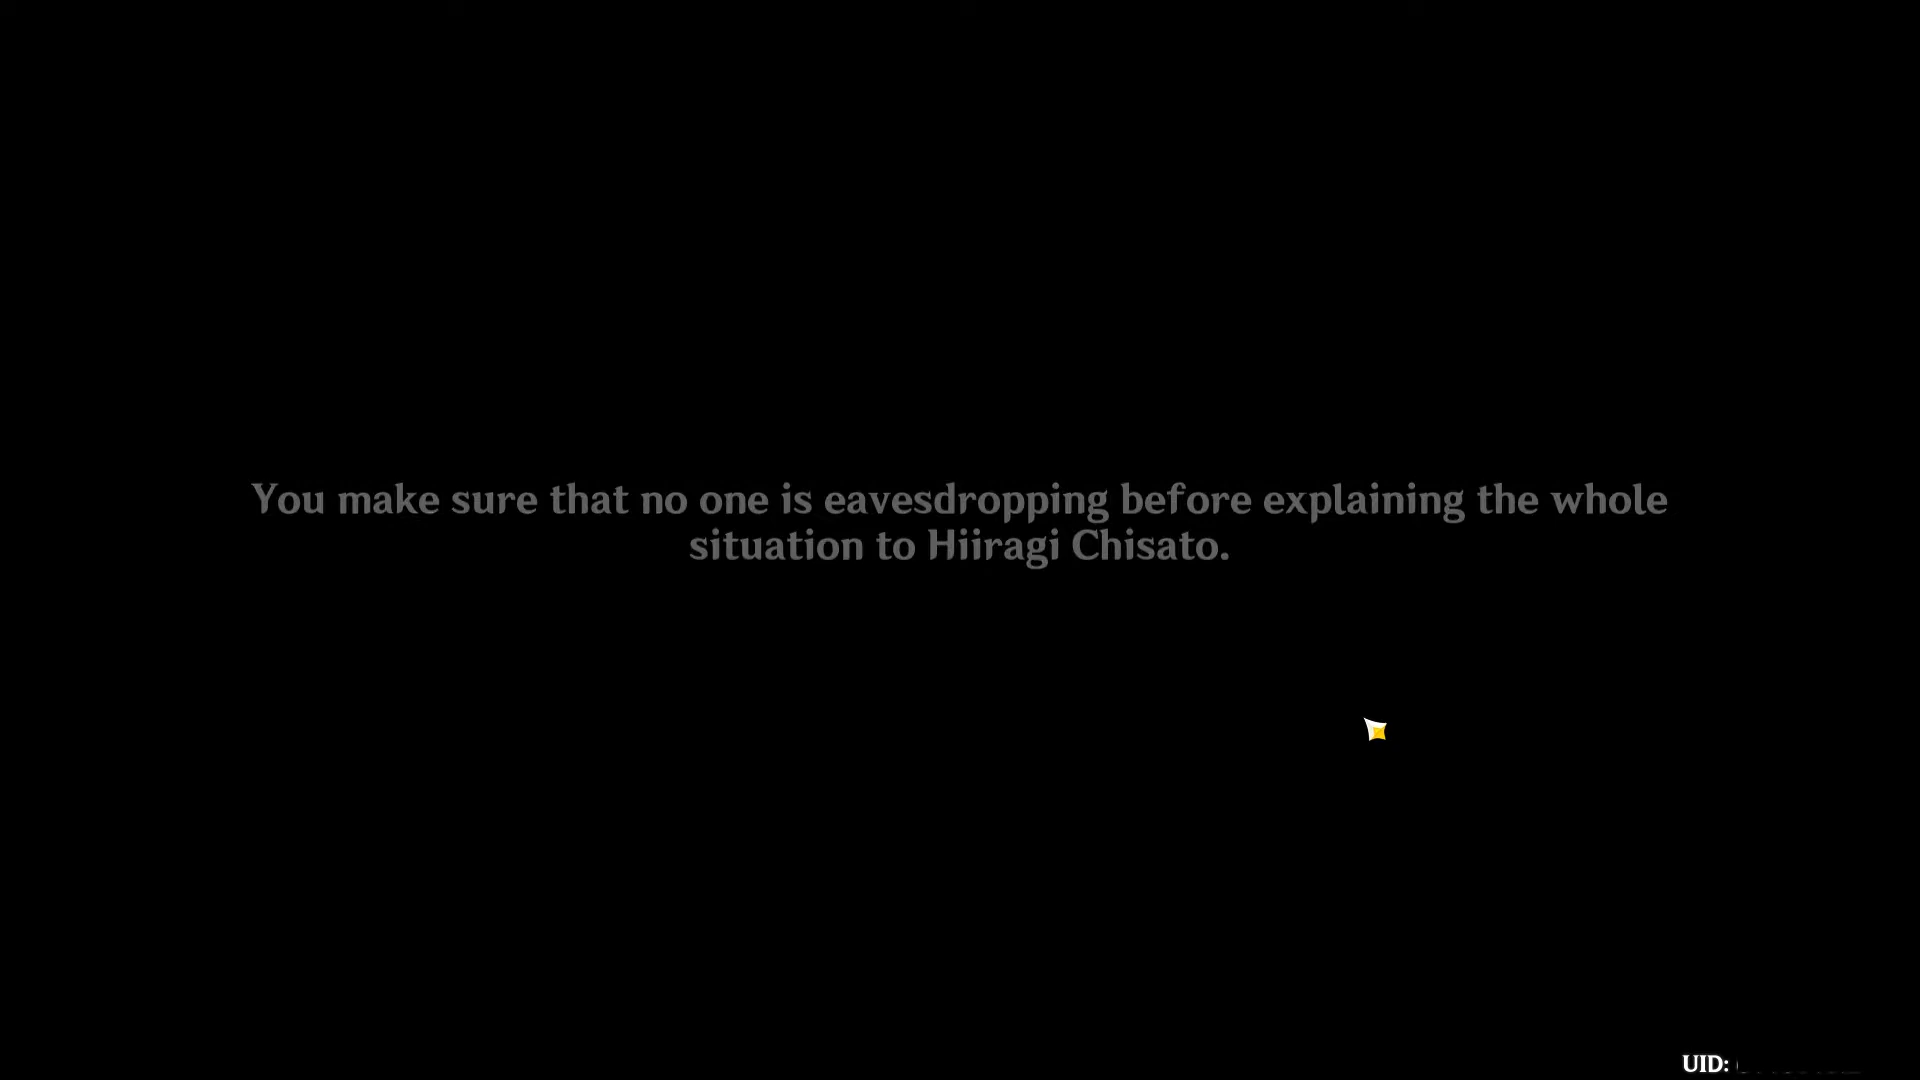 You make sure that no one is eavesdropping before explaining the whole
situation to Hiiragi Chisato.
UID: